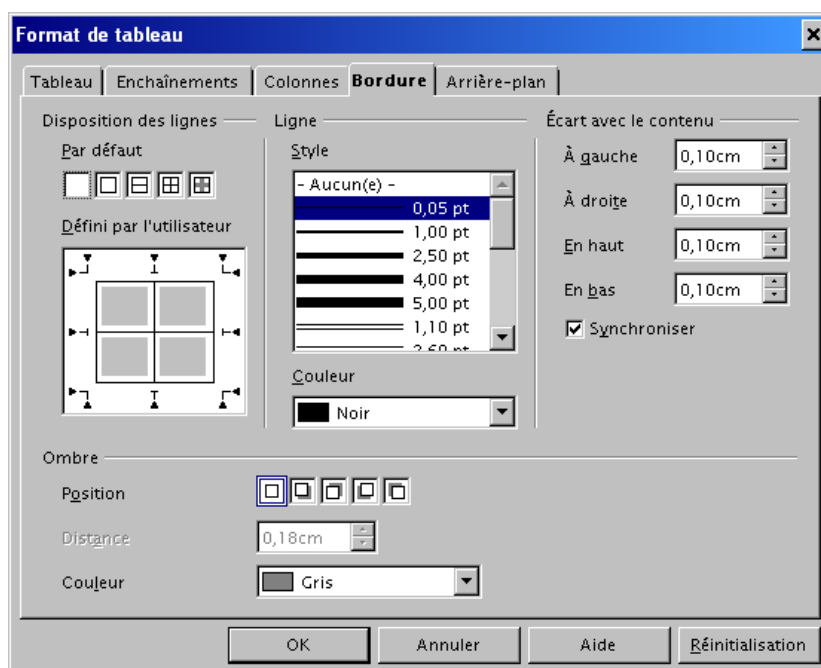 Format de tableau
Tableau Enchaînements Colonnes Bordure Arrière-plan
Disposition des lignes
Par défaut
Défini par l'utilisateur
Ligne
Style
- Aucun(e) -
0,05 pt
1,00 pt
2,50 pt
4,00 pt
5,00 pt
1,10 pt
2,60 pt
Couleur
Noir
Écart avec le contenu
À gauche 0,10cm
À droite 0,10cm
En haut 0,10cm
En bas 0,10cm
Synchroniser
Ombre
Position
Distance 0,18cm
Couleur Gris
OK Annuler Aide Réinitialisation